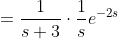 = \frac{1}{s+3} \cdot \frac{1}{s} e^{-2s}